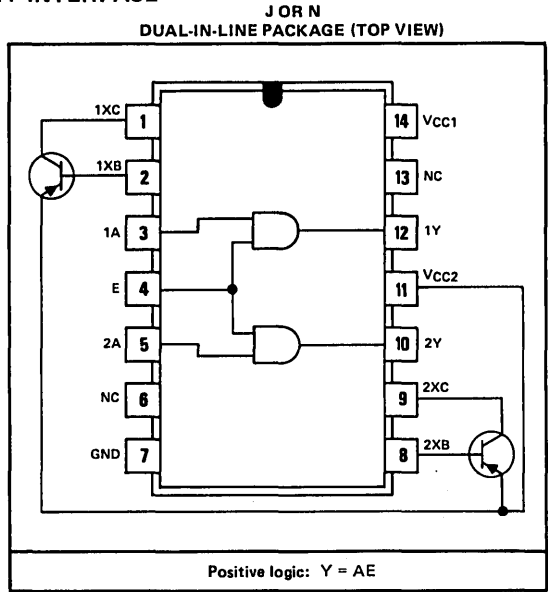 J OR N
DUAL-IN-LINE PACKAGE (TOP VIEW)
1XC 1 14 VCC1
1XB 2 13 NC
1A 3 12 1Y
E 4 11 VCC2
2A 5 10 2Y
NC 6 9 2XC
GND 7 8 2XB
Positive logic: Y = AE